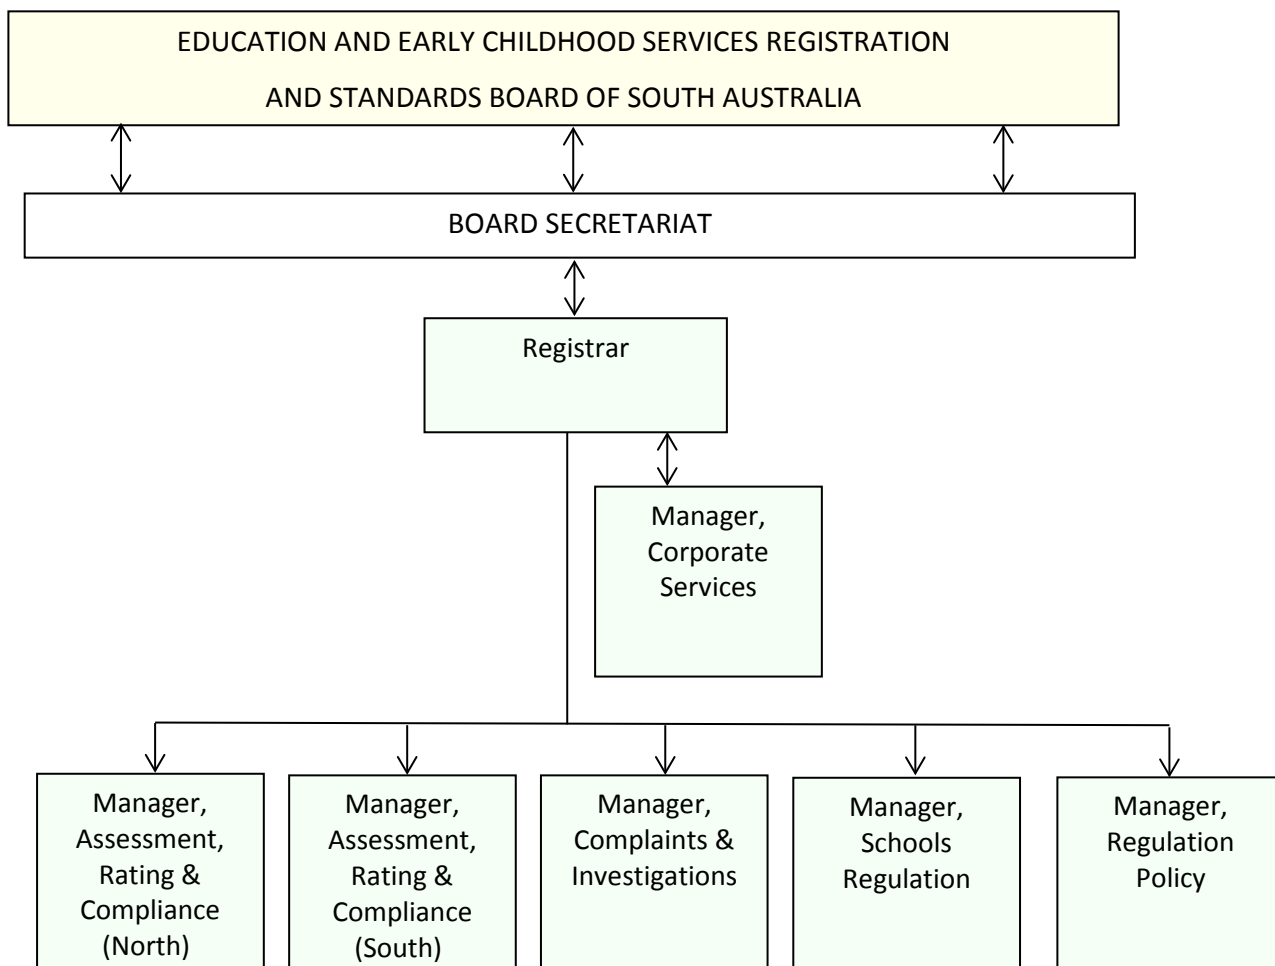 EDUCATION AND EARLY CHILDHOOD SERVICES REGISTRATION
AND STANDARDS BOARD OF SOUTH AUSTRALIA
BOARD SECRETARIAT
Registrar
Manager,
Corporate
Services
Manager,
Assessment,
Rating &
Compliance
(North)
Manager,
Assessment,
Rating &
Compliance
(South)
Manager,
Complaints &
Investigations
Manager,
Schools
Regulation
Manager,
Regulation
Policy